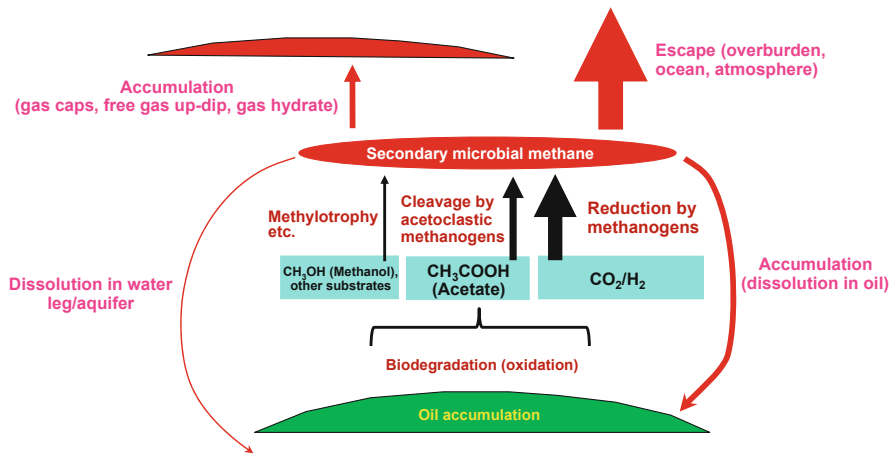 Escape (overburden,
ocean, atmosphere)
Accumulation
(gas caps, free gas up-dip, gas hydrate)
Secondary microbial methane
Methylotrophy
etc.
Cleavage by
acetoclastic
methanogens
Reduction by
methanogens
CH₃OH (Methanol),
other substrates
CH₃COOH
(Acetate)
CO₂/H₂
Dissolution in water
leg/aquifer
Accumulation
(dissolution in oil)
Biodegradation (oxidation)
Oil accumulation